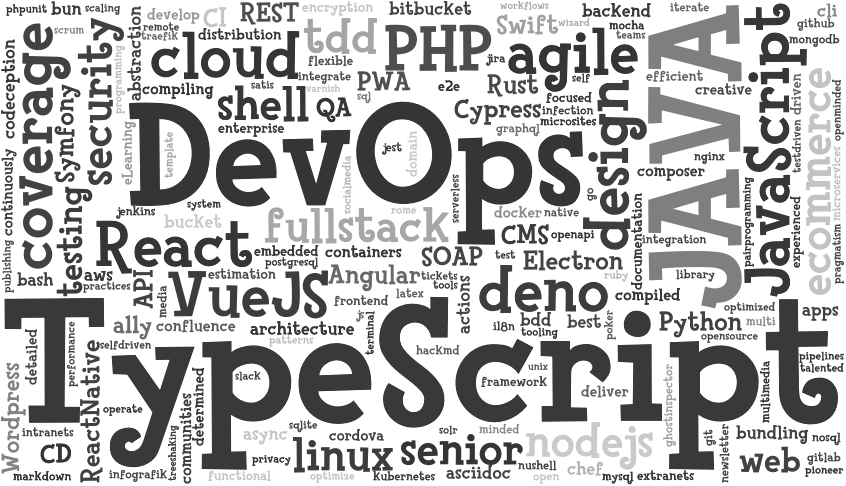 phpunit
bun
scaling
scrum
develop
CI
REST
encryption
bitbucket
workflows
Swift
wizard
backend
mocha
teams
iterate
cli
github
mongodb
remote
traefik
distribution
tdd
PHP
agile
JAVA
JavaScript
codeception
coverage
security
programming
abstraction
cloud
flexible
integrate
varnish
jira
self
efficient
creative
driven
testdriven
ecommerce
openminded
microservices
compiling
satis
PWA
sql
e2e
Rust
focused
infection
microsites
Cypress
graphql
design
shell
QA
enterprise
Symfony
continuously
eLearning
template
DevOps
jest
domain
socialmedia
nginx
composer
go
documentation
pairprogramming
experienced
pragmatism
publishing
testing
jenkins
system
bucket
fullstack
rome
serverless
docker
native
CMS
openapi
integration
React
embedded
containers
postgresql
SOAP
test
Electron
ruby
library
bash
aws
practices
API
media
VueJS
estimation
Angular
tickets
tools
latex
frontend
js
actions
deno
compiled
optimized
multi
apps
ally
confluence
architecture
patterns
terminal
il8n
bdd
tooling
best
poker
Python
opensource
TypeScript
detailed
performance
selfdriven
slack
hackmd
unix
framework
deliver
ghostinspector
pipelines
talented
multimedia
Wordpress
ReactNative
operate
communities
determined
treeshaking
intranets
CD
markdown
infografik
functional
async
sqlite
privacy
linux
cordova
optimize
Kubernetes
senior
solr
minded
asciidoc
nushell
open
nodejs
chef
mysql
extranets
git
newsletter
bundling
nosql
web
gitlab
pioneer